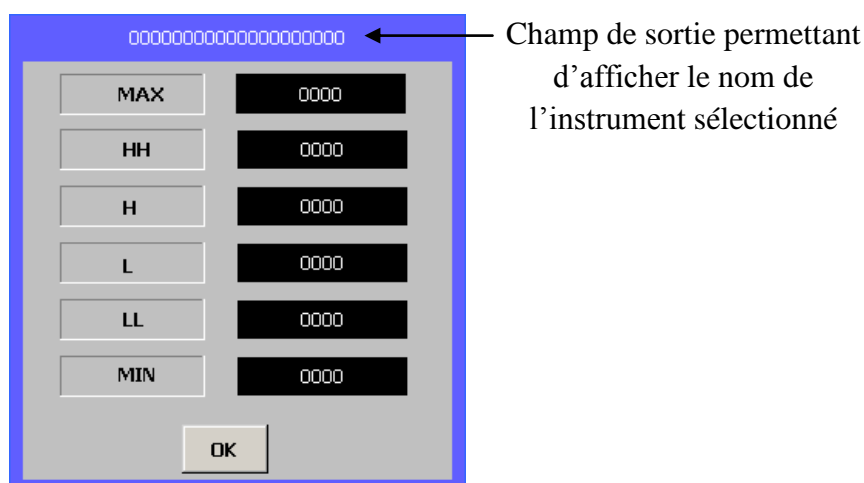 00000000000000000000
Champ de sortie permettant
d’afficher le nom de
l’instrument sélectionné
MAX 0000
HH 0000
H 0000
L 0000
LL 0000
MIN 0000
OK